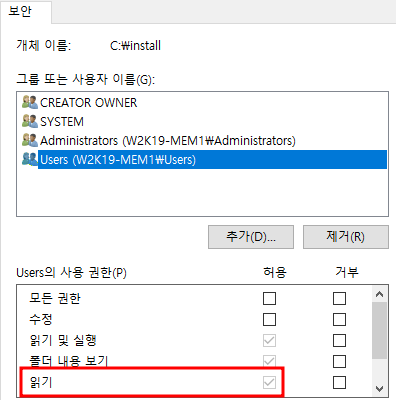 보안
개체 이름: C:₩install
그룹 또는 사용자 이름(G):
CREATOR OWNER
SYSTEM
Administrators (W2K19-MEM1₩Administrators)
Users (W2K19-MEM1₩Users)
추가(D)... 제거(R)
Users의 사용 권한(P) 허용 거부
모든 권한
수정
읽기 및 실행
폴더 내용 보기
읽기